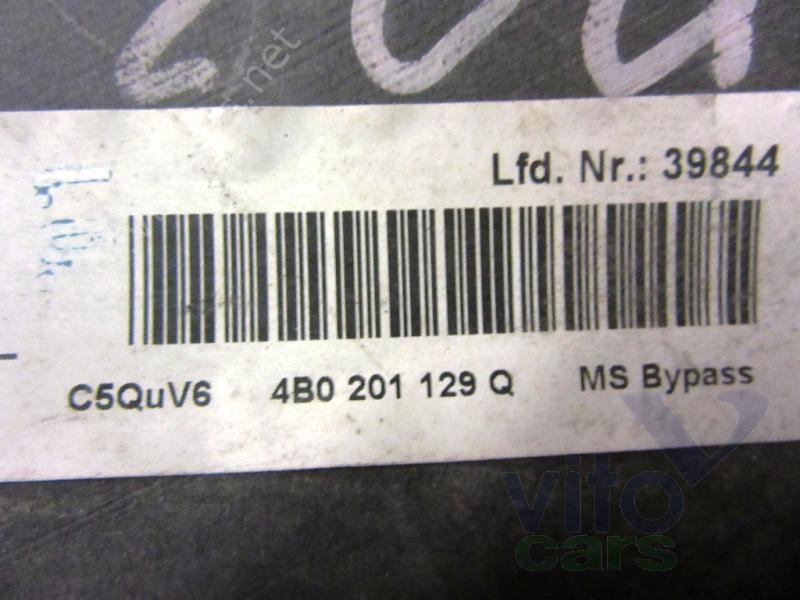 Lfd. Nr.: 39844
C5QuV6 4B0 201 129 Q MS Bypass
vito
cars